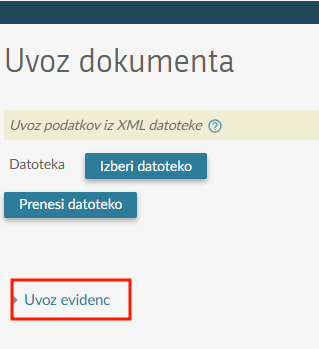 Uvoz dokumenta
Uvoz podatkov iz XML datoteke ?
Datoteka Izberi datoteko
Prenesi datoteko
Uvoz evidenc